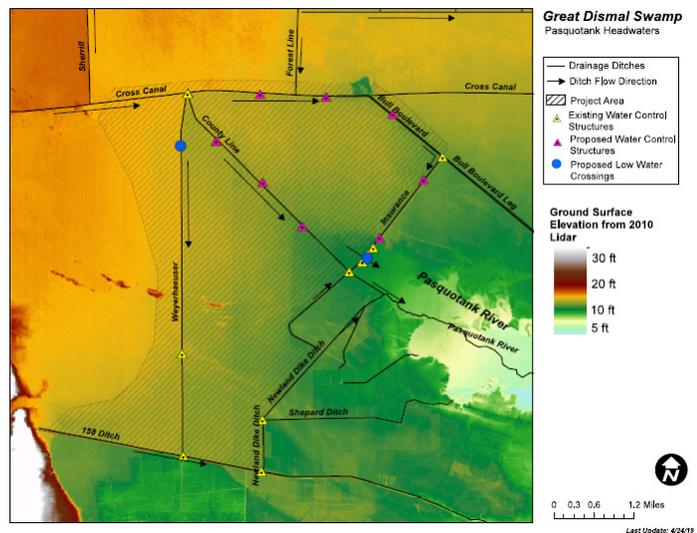 Great Dismal Swamp
Pasquotank Headwaters
Drainage Ditches
Ditch Flow Direction
Project Area
Existing Water Control
Structures
Proposed Water Control
Structures
Proposed Low Water
Crossings
Ground Surface
Elevation from 2010
Lidar
30 ft
20 ft
10 ft
5 ft
0 0.3 0.6 1.2 Miles
Last Update: 4/24/19
Sherrill
Forest Line
Cross Canal
Cross Canal
Bull Boulevard
County Line
Bull Boulevard Leg
Insurance
Weyerhaeuser
Pasquotank River
Pasquotank River
Newland Dike Ditch
Shepard Ditch
158 Ditch
Newland Dike Ditch